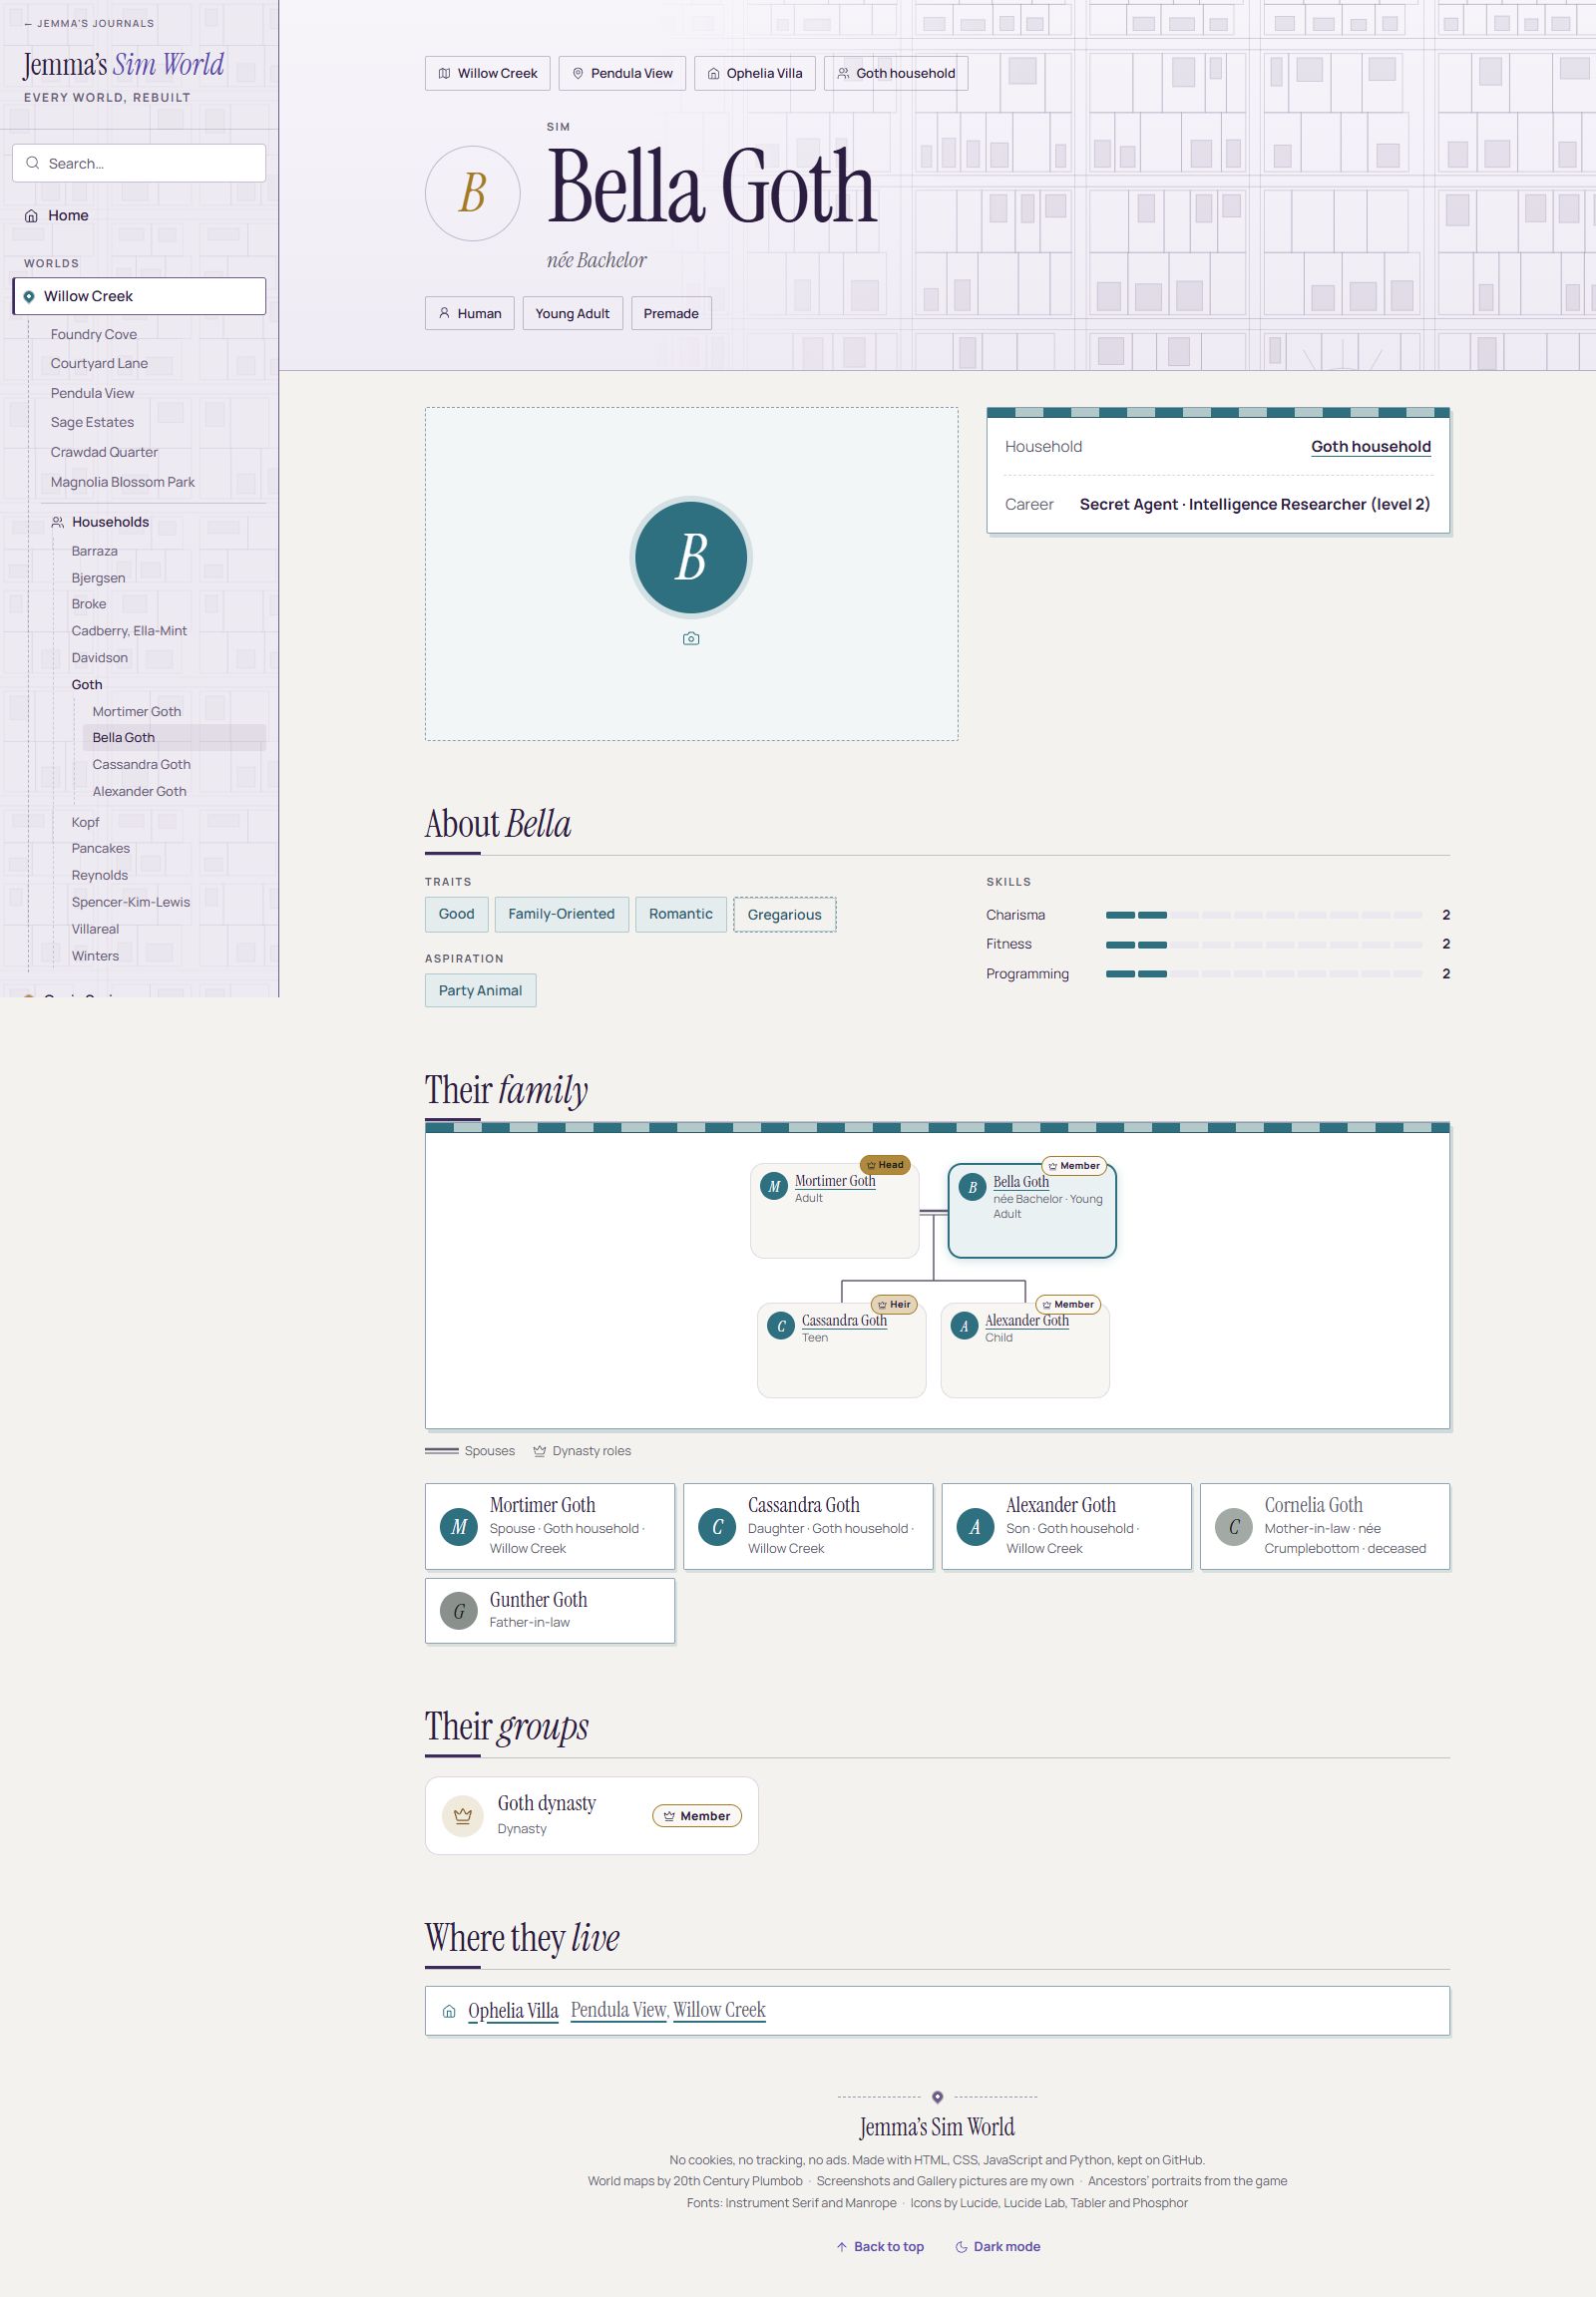 ← JEMMA'S JOURNALS
Jemma's Sim World
EVERY WORLD, REBUILT
Search...
Home
WORLDS
Willow Creek
Foundry Cove
Courtyard Lane
Pendula View
Sage Estates
Crawdad Quarter
Magnolia Blossom Park
Households
Barraza
Bjergsen
Broke
Cadberry, Ella-Mint
Davidson
Goth
Mortimer Goth
Bella Goth
Cassandra Goth
Alexander Goth
Kopf
Pancakes
Reynolds
Spencer-Kim-Lewis
Villareal
Winters
Willow Creek
Pendula View
Ophelia Villa
Goth household
SIM
B
Bella Goth
née Bachelor
Human
Young Adult
Premade
B
Household Goth household
Career Secret Agent · Intelligence Researcher (level 2)
About Bella
TRAITS
Good
Family-Oriented
Romantic
Gregarious
ASPIRATION
Party Animal
SKILLS
Charisma 2
Fitness 2
Programming 2
Their family
Head
M
Mortimer Goth
Adult
Member
B
Bella Goth
née Bachelor · Young
Adult
Heir
C
Cassandra Goth
Teen
Member
A
Alexander Goth
Child
Spouses
Dynasty roles
M
Mortimer Goth
Spouse · Goth household ·
Willow Creek
C
Cassandra Goth
Daughter · Goth household ·
Willow Creek
A
Alexander Goth
Son · Goth household ·
Willow Creek
C
Cornelia Goth
Mother-in-law · née
Crumplebottom · deceased
G
Gunther Goth
Father-in-law
Their groups
Goth dynasty
Dynasty
Member
Where they live
Ophelia Villa Pendula View, Willow Creek
Jemma's Sim World
No cookies, no tracking, no ads. Made with HTML, CSS, JavaScript and Python, kept on GitHub.
World maps by 20th Century Plumbob · Screenshots and Gallery pictures are my own · Ancestors' portraits from the game
Fonts: Instrument Serif and Manrope · Icons by Lucide, Lucide Lab, Tabler and Phosphor
Back to top
Dark mode